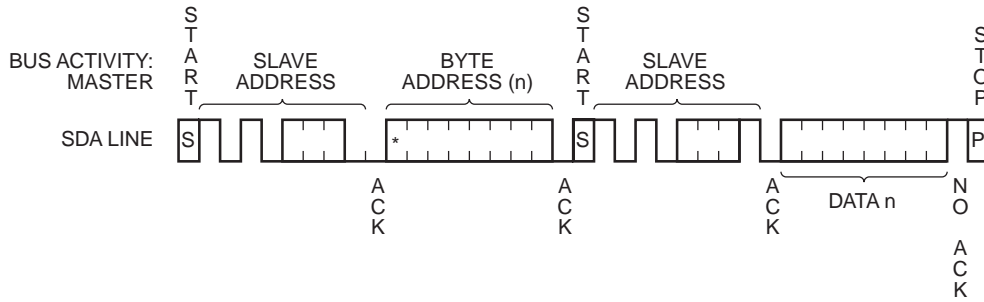 START
START
STOP
BUS ACTIVITY:
MASTER
SLAVE
ADDRESS
BYTE
ADDRESS (n)
SLAVE
ADDRESS
SDA LINE
S
*
S
P
ACK
ACK
ACK
DATA n
NO ACK